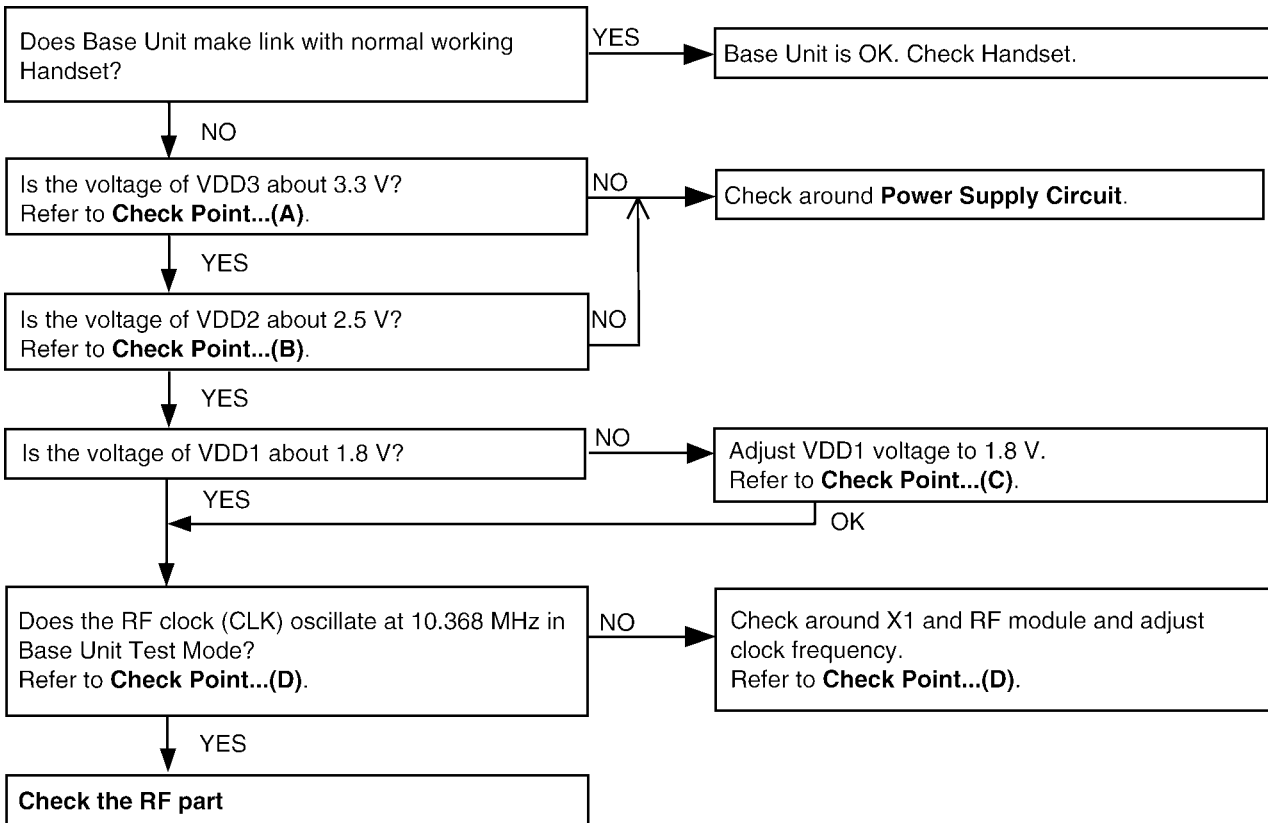 Does Base Unit make link with normal working
Handset?
YES
Base Unit is OK. Check Handset.
NO
Is the voltage of VDD3 about 3.3 V?
Refer to Check Point...(A).
NO
Check around Power Supply Circuit.
YES
Is the voltage of VDD2 about 2.5 V?
Refer to Check Point...(B).
NO
YES
Is the voltage of VDD1 about 1.8 V?
NO
Adjust VDD1 voltage to 1.8 V.
Refer to Check Point...(C).
YES
OK
Does the RF clock (CLK) oscillate at 10.368 MHz in
Base Unit Test Mode?
Refer to Check Point...(D).
NO
Check around X1 and RF module and adjust
clock frequency.
Refer to Check Point...(D).
YES
Check the RF part